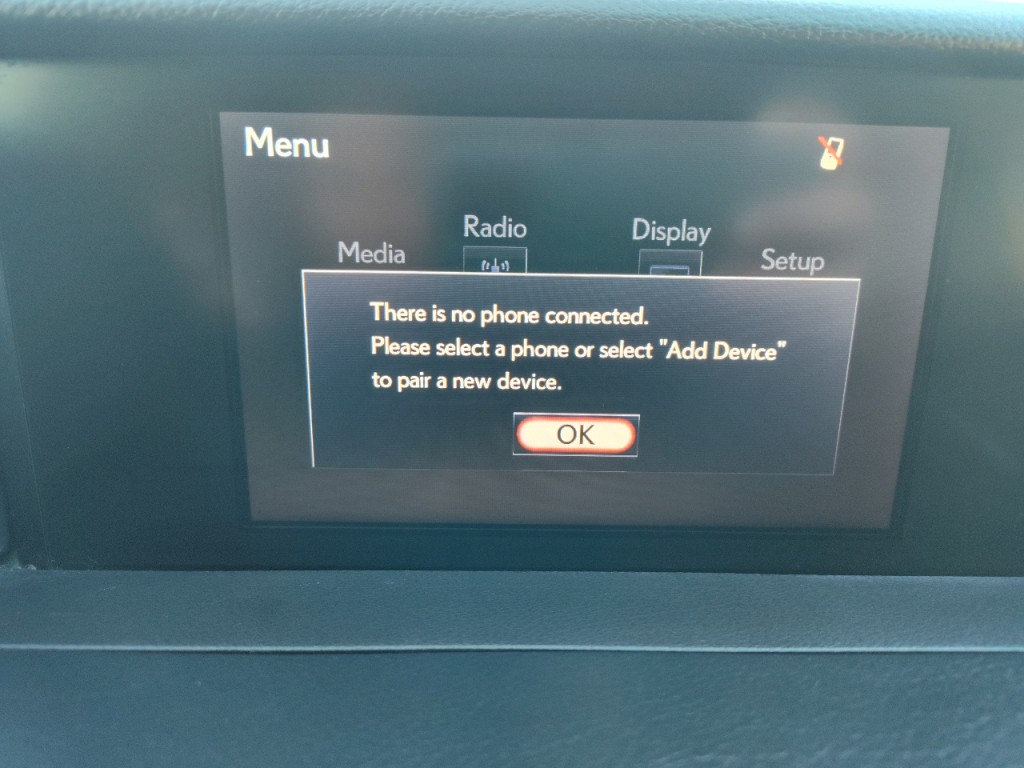 Menu
Radio
Display
Media
Setup
There is no phone connected.
Please select a phone or select "Add Device"
to pair a new device.
OK